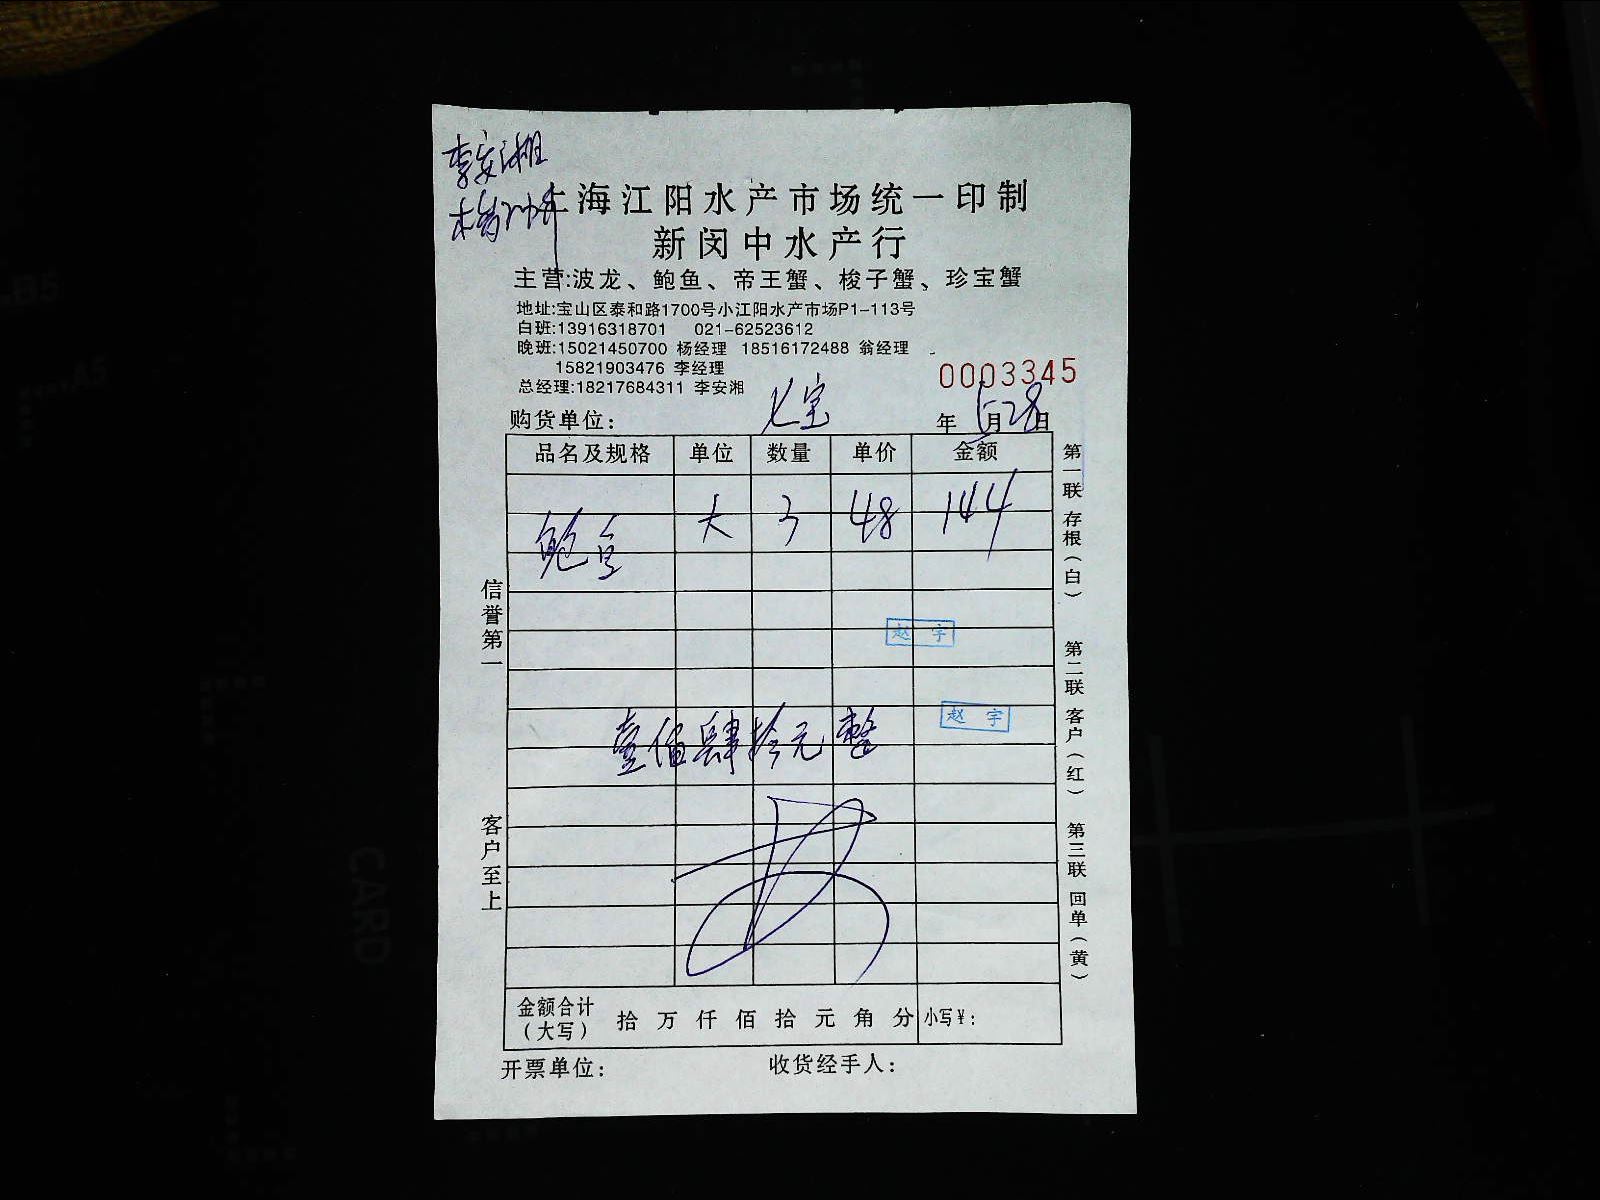 李安湘
上海江阳水产市场统一印制
新闵中水产行
主营:波龙、鲍鱼、帝王蟹、梭子蟹、珍宝蟹
地址:宝山区泰和路1700号小江阳水产市场P1-113号
白班:13916318701 021-62523612
晚班:15021450700 杨经理 18516172488 翁经理
15821903476 李经理
总经理:18217684311 李安湘
0003345
购货单位: 七宝 年 5月28日
品名及规格 单位 数量 单价 金额
鲍鱼 大 3 48 144
赵宇
赵宇
壹佰肆拾元整
金额合计(大写) 拾 万 仟 佰 拾 元 角 分 小写¥:
开票单位: 收货经手人:
信誉第一
客户至上
第一联 存根(白)
第二联 客户(红)
第三联 回单(黄)
CARD
B5
A5